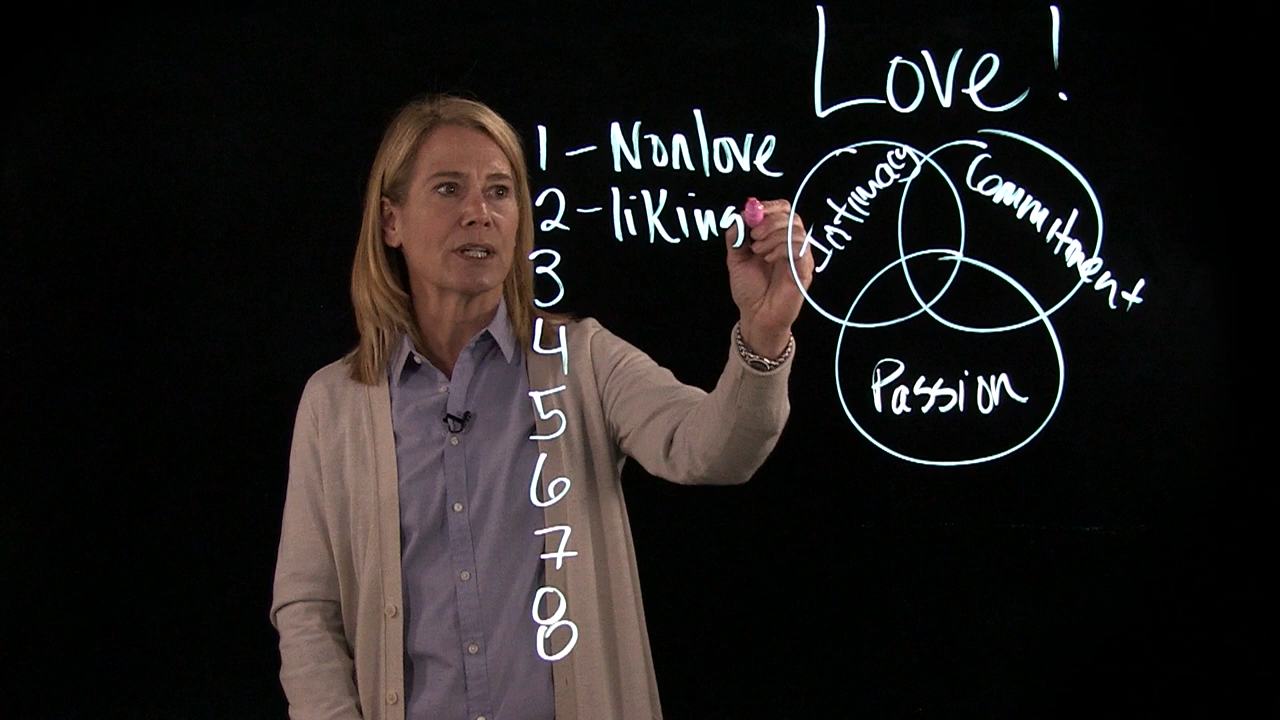 Love!
1 - Nonlove
2 - liking
3
4
5
6
7
8
Intimacy
Commitment
Passion